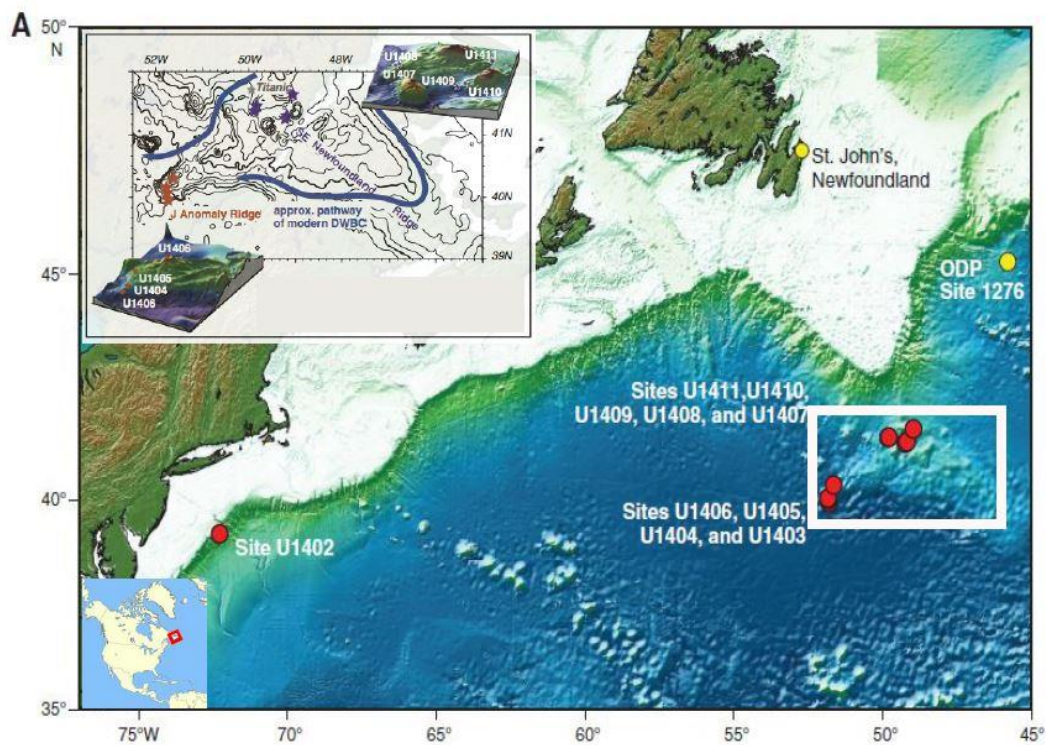 A
50°
N
45°
40°
35°
75°W
70°
65°
60°
55°
50°
45°
52W
50W
48W
41N
40N
39N
Titanic
SE Newfoundland Ridge
J Anomaly Ridge
approx. pathway
of modern DWBC
U1408
U1411
U1407
U1409
U1410
U1406
U1405
U1404
U1406
St. John's,
Newfoundland
ODP
Site 1276
Sites U1411,U1410,
U1409, U1408, and U1407
Sites U1406, U1405,
U1404, and U1403
Site U1402